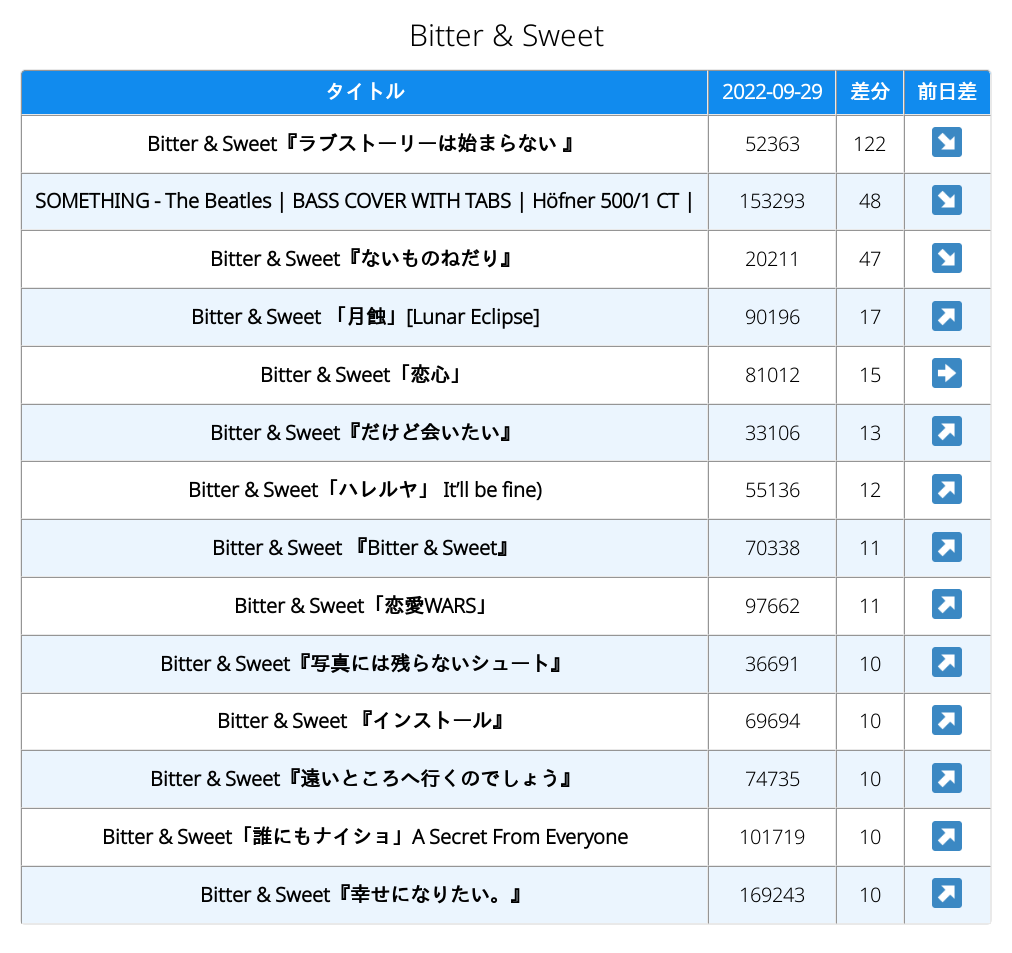 Bitter & Sweet
タイトル 2022-09-29 差分 前日差
Bitter & Sweet『ラブストーリーは始まらない 』 52363 122
SOMETHING - The Beatles | BASS COVER WITH TABS | Höfner 500/1 CT | 153293 48
Bitter & Sweet『ないものねだり』 20211 47
Bitter & Sweet 「月蝕」[Lunar Eclipse] 90196 17
Bitter & Sweet「恋心」 81012 15
Bitter & Sweet『だけど会いたい』 33106 13
Bitter & Sweet「ハレルヤ」 It’ll be fine) 55136 12
Bitter & Sweet 『Bitter & Sweet』 70338 11
Bitter & Sweet「恋愛WARS」 97662 11
Bitter & Sweet『写真には残らないシュート』 36691 10
Bitter & Sweet 『インストール』 69694 10
Bitter & Sweet『遠いところへ行くのでしょう』 74735 10
Bitter & Sweet「誰にもナイショ」A Secret From Everyone 101719 10
Bitter & Sweet『幸せになりたい。』 169243 10